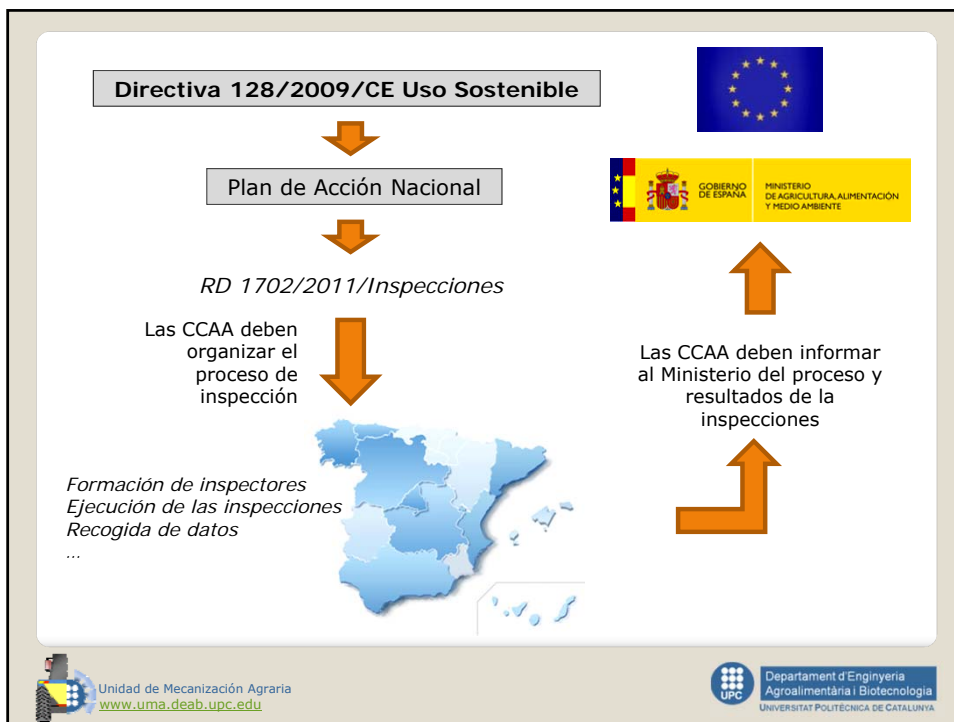 Directiva 128/2009/CE Uso Sostenible
Plan de Acción Nacional
RD 1702/2011/Inspecciones
Las CCAA deben
organizar el
proceso de
inspección
Formación de inspectores
Ejecución de las inspecciones
Recogida de datos
...
GOBIERNO
DE ESPAÑA
MINISTERIO
DE AGRICULTURA, ALIMENTACIÓN
Y MEDIO AMBIENTE
Las CCAA deben informar
al Ministerio del proceso y
resultados de la
inspecciones
Unidad de Mecanización Agraria
www.uma.deab.upc.edu
UPC
Departament d'Enginyeria
Agroalimentària i Biotecnologia
UNIVERSITAT POLITÈCNICA DE CATALUNYA